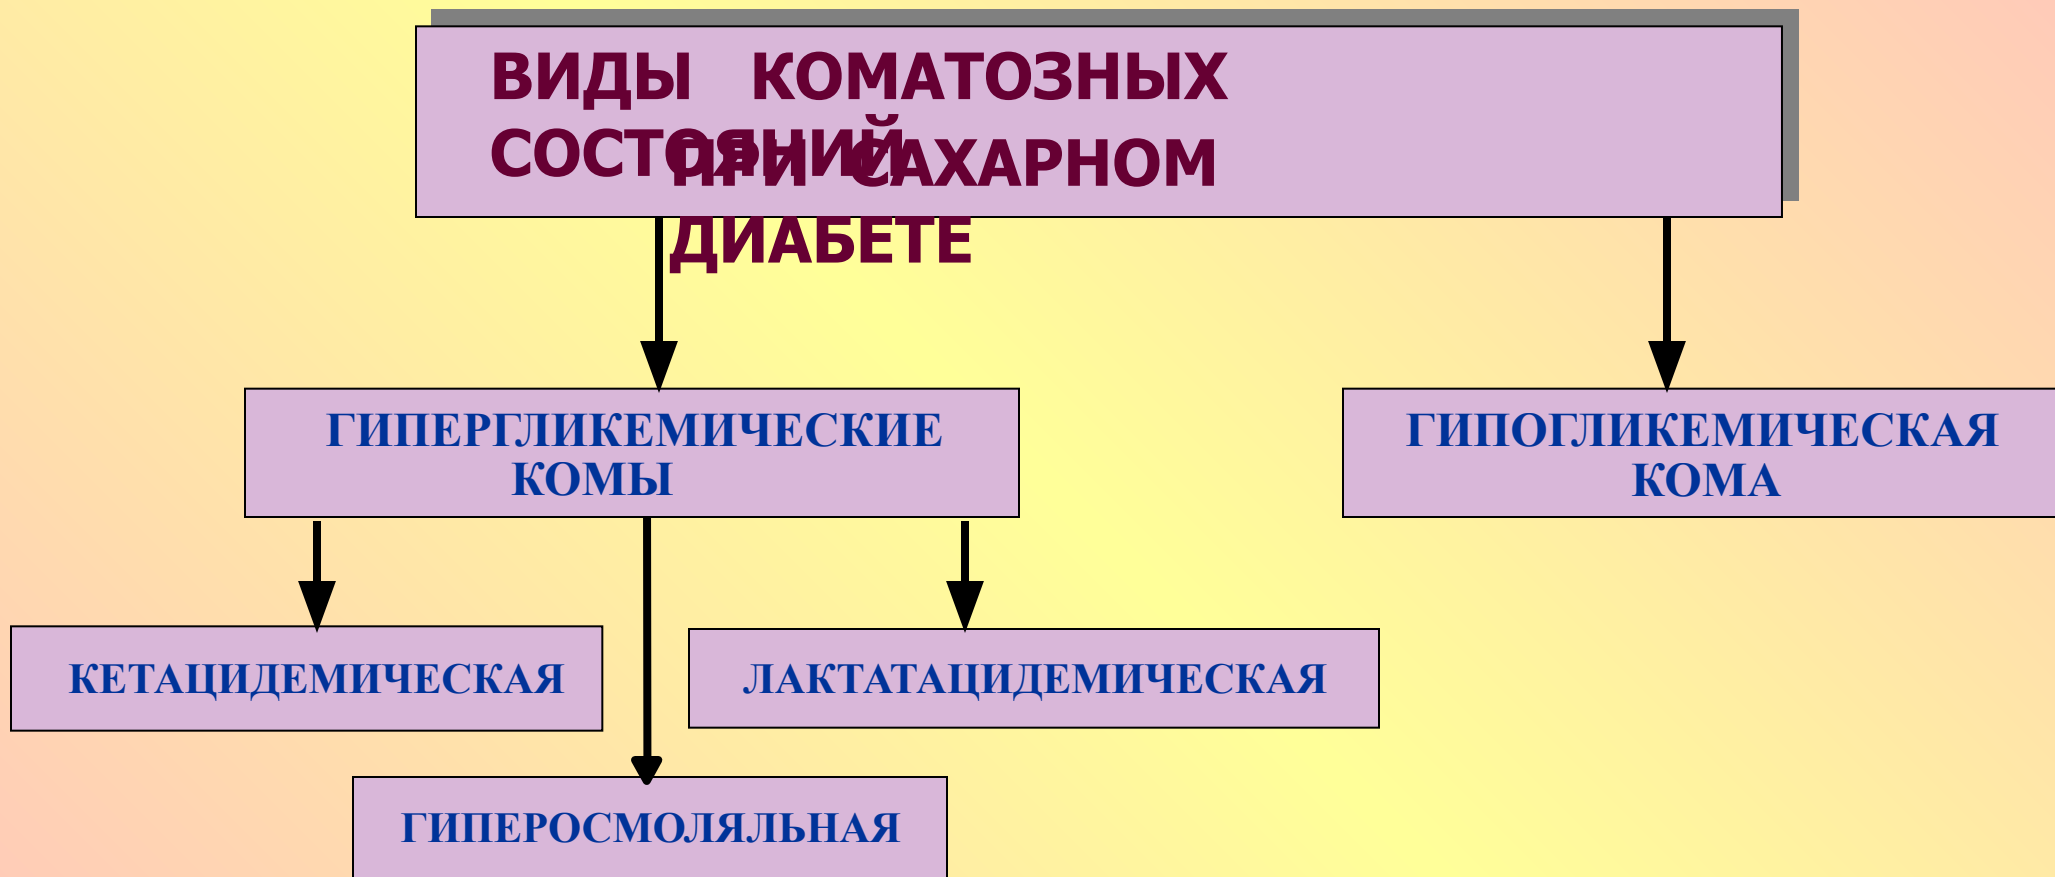 ВИДЫ КОМАТОЗНЫХ
СОСТОЯНИЙ
ПРИ САХАРНОМ
ДИАБЕТЕ
ГИПЕРГЛИКЕМИЧЕСКИЕ
КОМЫ
ГИПОГЛИКЕМИЧЕСКАЯ
КОМА
КЕТАЦИДЕМИЧЕСКАЯ
ЛАКТАТАЦИДЕМИЧЕСКАЯ
ГИПЕРОСМОЛЯЛЬНАЯ